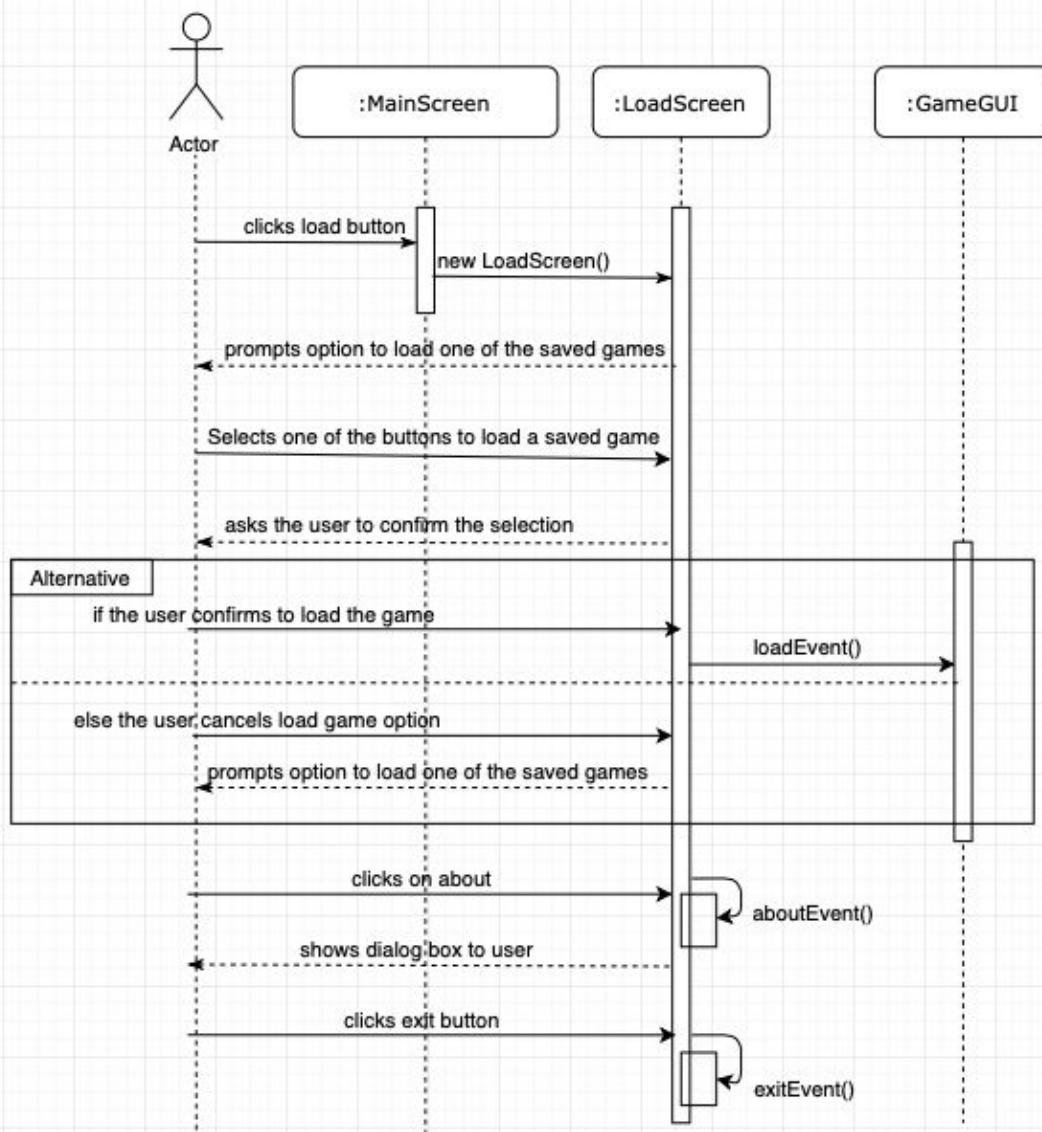 :MainScreen
:LoadScreen
:GameGUI
Actor
clicks load button
new LoadScreen()
prompts option to load one of the saved games
Selects one of the buttons to load a saved game
asks the user to confirm the selection
Alternative
if the user confirms to load the game
loadEvent()
else the user cancels load game option
prompts option to load one of the saved games
clicks on about
aboutEvent()
shows dialog box to user
clicks exit button
exitEvent()